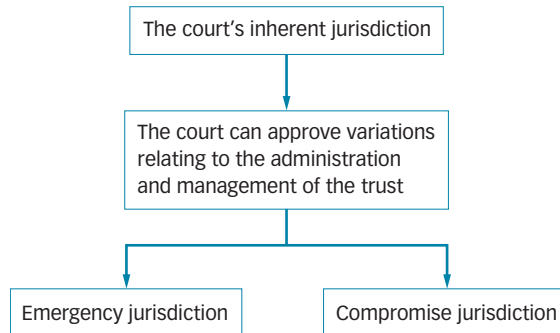 The court’s inherent jurisdiction
The court can approve variations
relating to the administration
and management of the trust
Emergency jurisdiction
Compromise jurisdiction